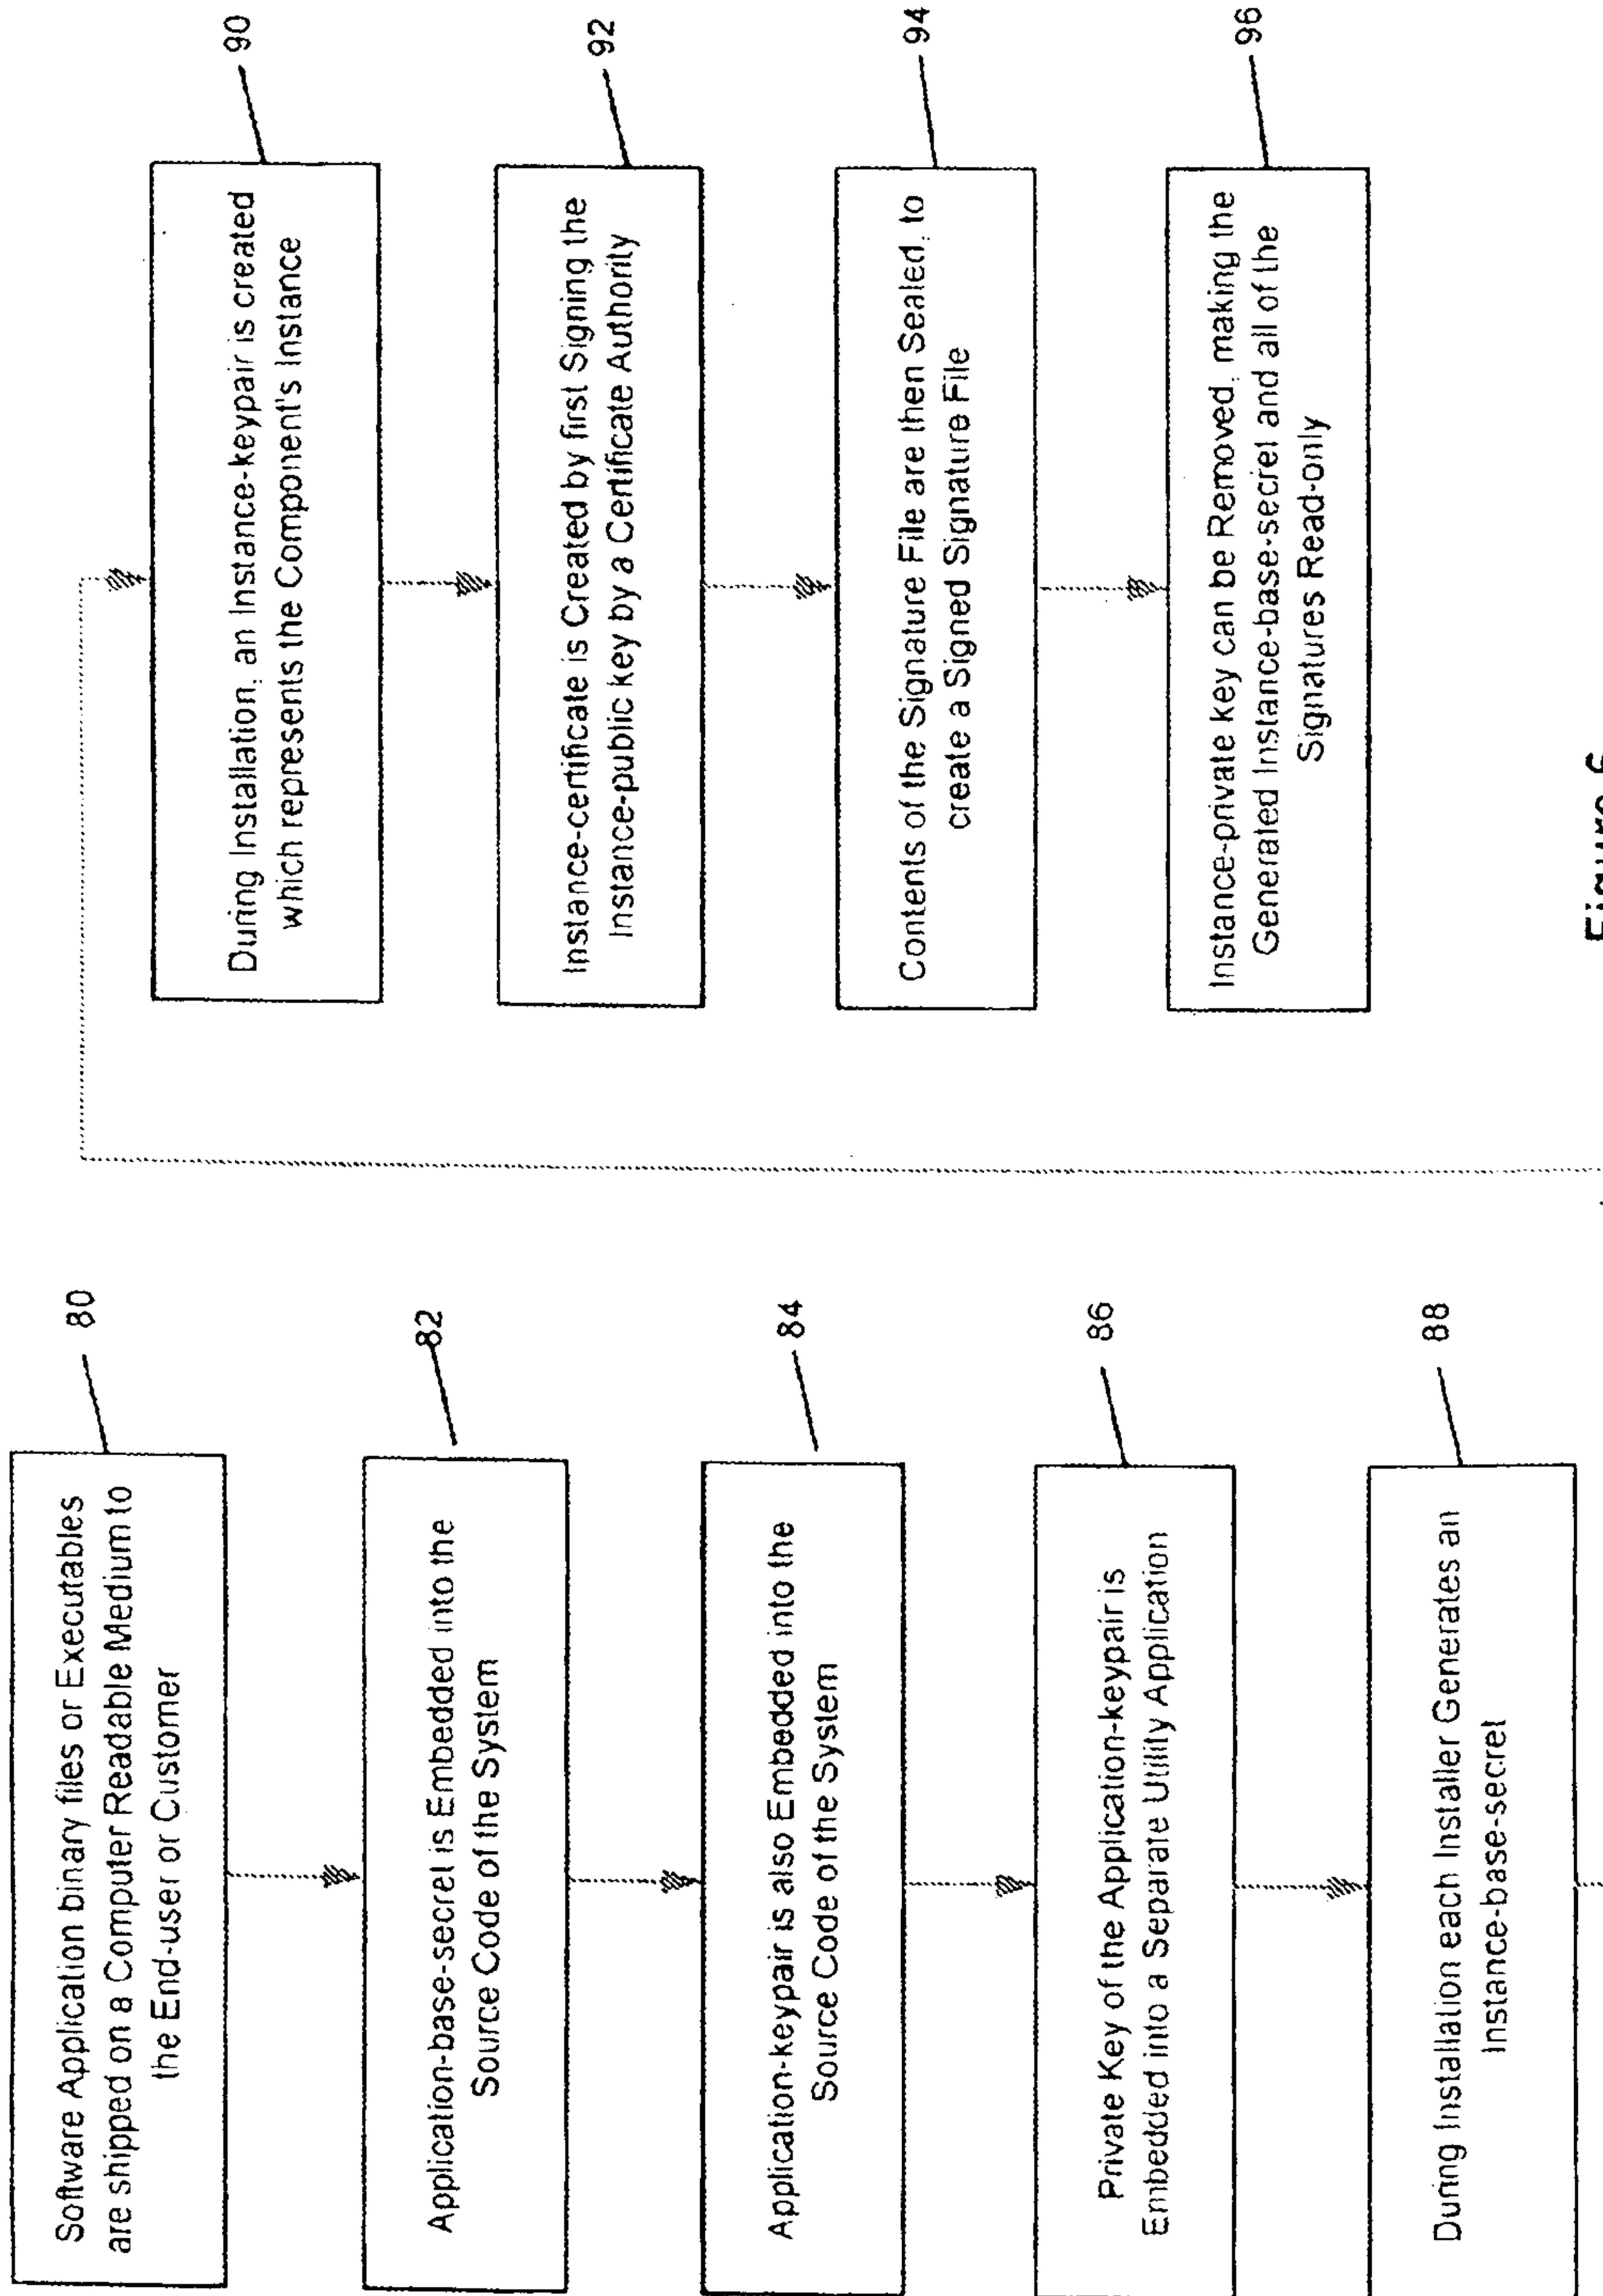 Software Application binary files or Executables
are shipped on a Computer Readable Medium to
the End-user or Customer
80
Application-base-secret is Embedded into the
Source Code of the System
82
Application-keypair is also Embedded into the
Source Code of the System
84
Private Key of the Application-keypair is
Embedded into a Separate Utility Application
86
During Installation each Installer Generates an
Instance-base-secret
88
During Installation, an Instance-keypair is created
which represents the Component's Instance
90
Instance-certificate is Created by first Signing the
Instance-public key by a Certificate Authority
92
Contents of the Signature File are then Sealed, to
create a Signed Signature File
94
Instance-private key can be Removed, making the
Generated Instance-base-secret and all of the
Signatures Read-only
96
Figure 6